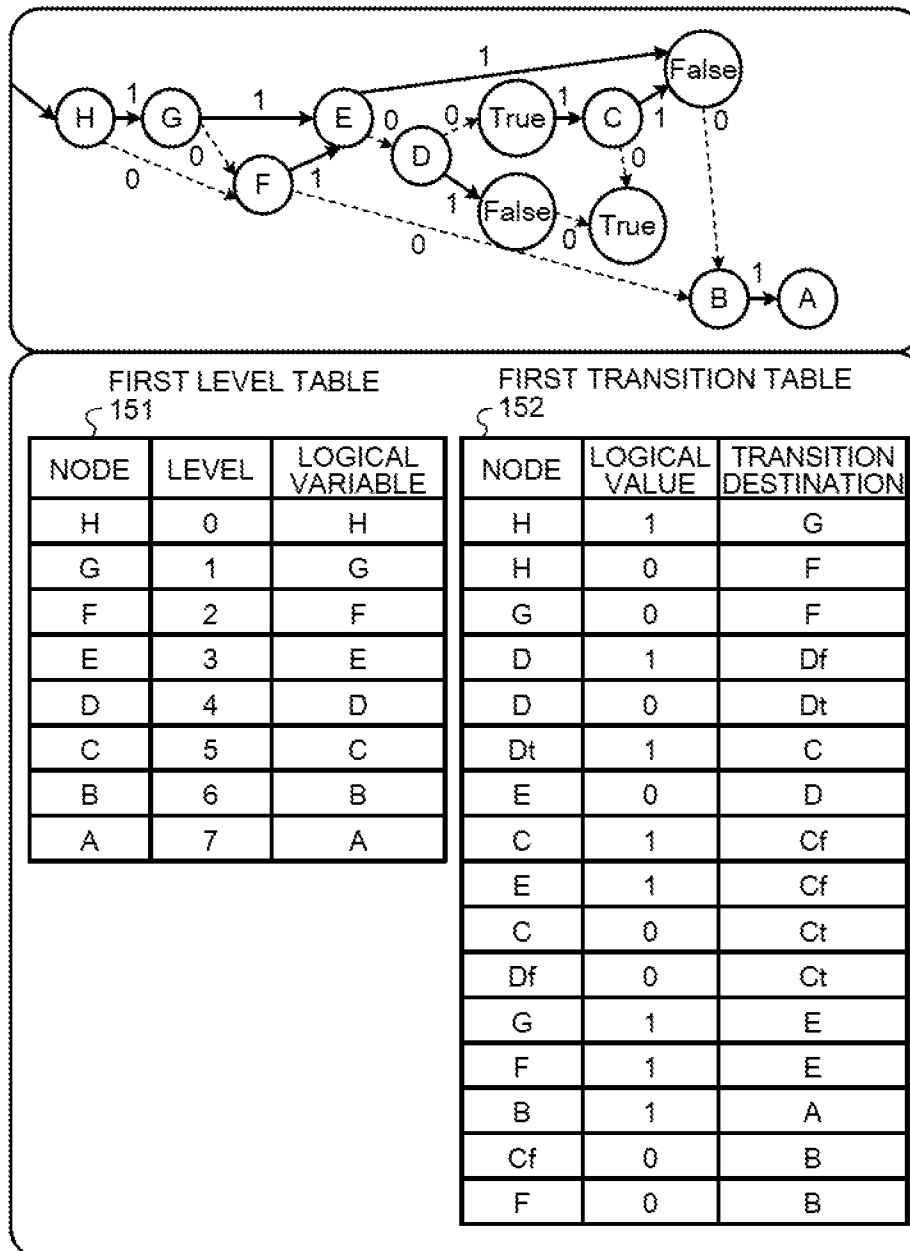 1
False
H
1
G
1
E
0
0
True
1
C
1
0
0
0
D
0
F
1
1
False
0
True
0
B
1
A
FIRST LEVEL TABLE
151
NODE LEVEL LOGICAL VARIABLE
H 0 H
G 1 G
F 2 F
E 3 E
D 4 D
C 5 C
B 6 B
A 7 A
FIRST TRANSITION TABLE
152
NODE LOGICAL VALUE TRANSITION DESTINATION
H 1 G
H 0 F
G 0 F
D 1 Df
D 0 Dt
Dt 1 C
E 0 D
C 1 Cf
E 1 Cf
C 0 Ct
Df 0 Ct
G 1 E
F 1 E
B 1 A
Cf 0 B
F 0 B